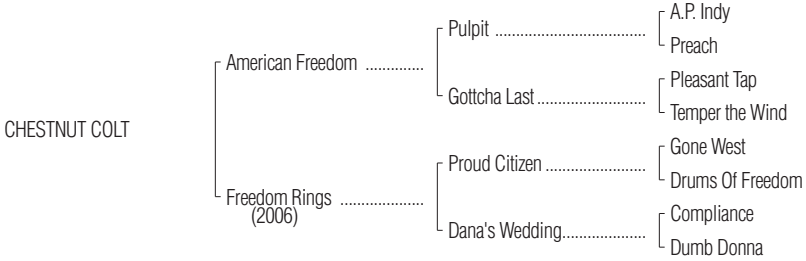 A.P. Indy
Pulpit ....................................
Preach
American Freedom ..............
Pleasant Tap
Gottcha Last..........................
Temper the Wind
CHESTNUT COLT
Gone West
Proud Citizen ........................
Drums Of Freedom
Freedom Rings ....................
(2006)
Compliance
Dana's Wedding....................
Dumb Donna